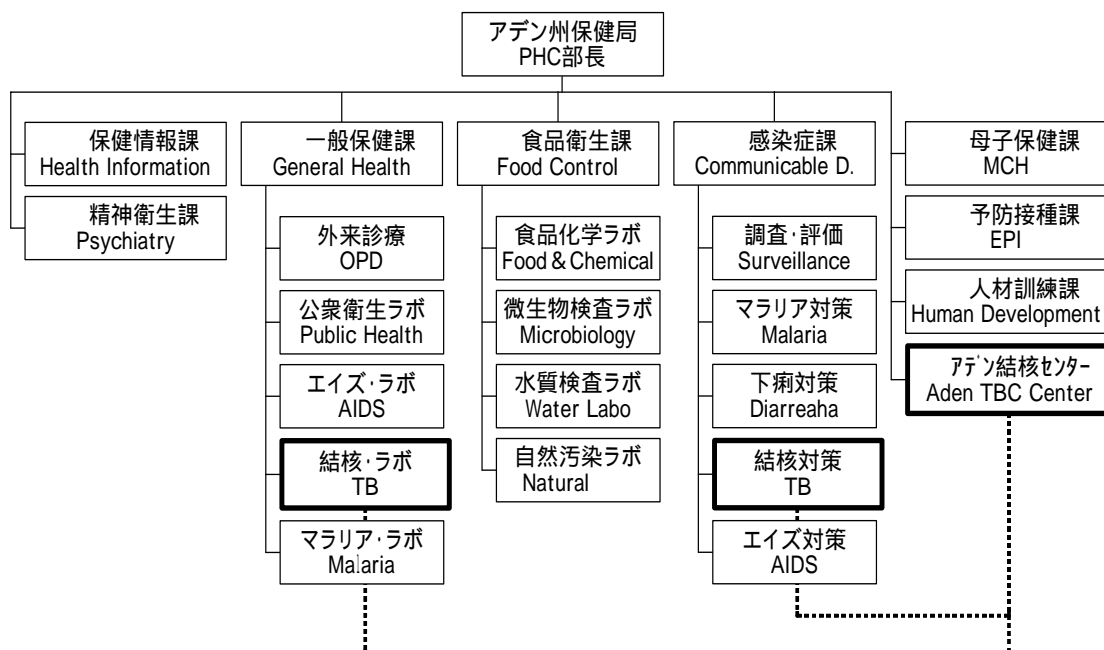 アデン州保健局
PHC部長
保健情報課
Health Information
精神衛生課
Psychiatry
一般保健課
General Health
外来診療
OPD
公衆衛生ラボ
Public Health
エイズ・ラボ
AIDS
結核・ラボ
TB
マラリア・ラボ
Malaria
食品衛生課
Food Control
食品化学ラボ
Food & Chemical
微生物検査ラボ
Microbiology
水質検査ラボ
Water Labo
自然汚染ラボ
Natural
感染症課
Communicable D.
調査・評価
Surveillance
マラリア対策
Malaria
下痢対策
Diarreaha
結核対策
TB
エイズ対策
AIDS
母子保健課
MCH
予防接種課
EPI
人材訓練課
Human Development
アデン結核センター
Aden TBC Center